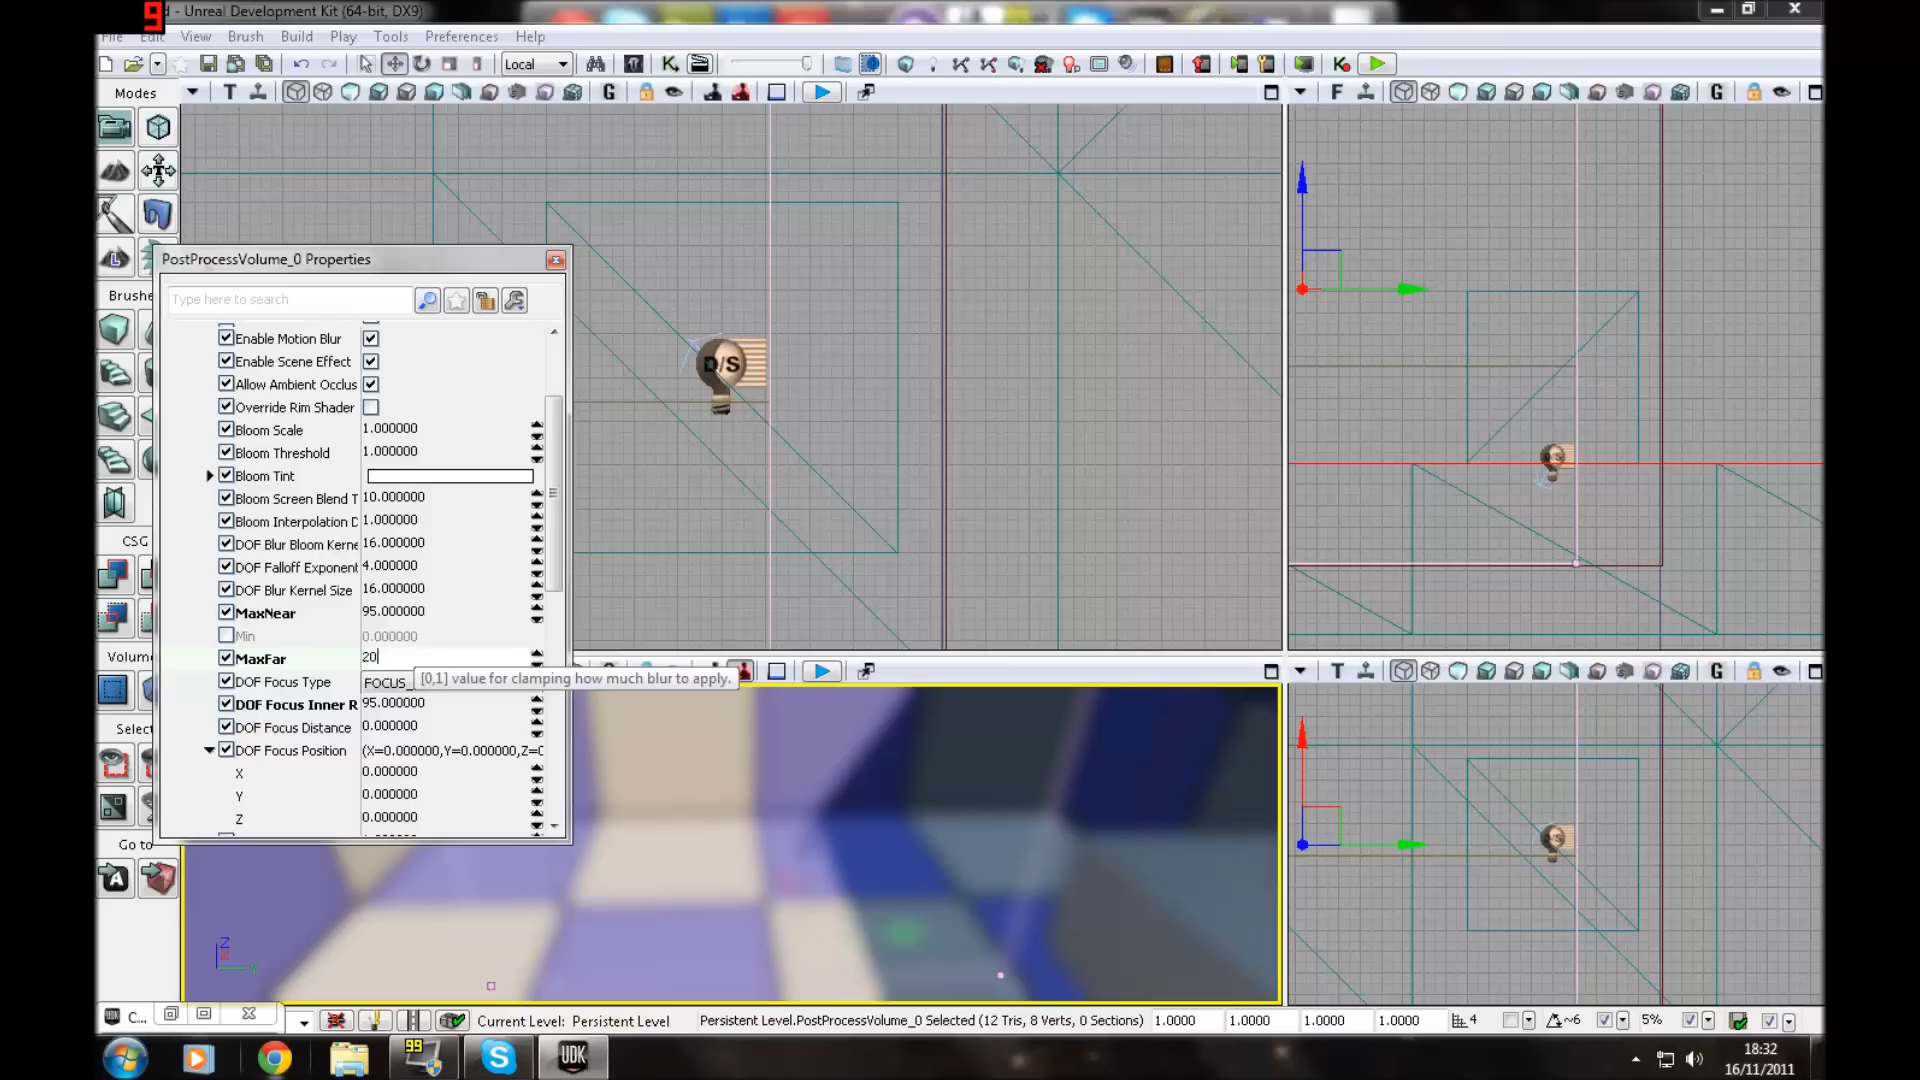 9
d - Unreal Development Kit (64-bit, DX9)
File Edit View Brush Build Play Tools Preferences Help
Local
Modes
T G F G
PostProcessVolume_0 Properties
Type here to search
Brushe
Enable Motion Blur
Enable Scene Effect
Allow Ambient Occlus
Override Rim Shader
Bloom Scale 1.000000
Bloom Threshold 1.000000
Bloom Tint
Bloom Screen Blend T 10.000000
Bloom Interpolation D 1.000000
DOF Blur Bloom Kerne 16.000000
DOF Falloff Exponent 4.000000
DOF Blur Kernel Size 16.000000
MaxNear 95.000000
Min 0.000000
MaxFar 20
DOF Focus Type FOCUS_
[0,1] value for clamping how much blur to apply.
DOF Focus Inner R 95.000000
DOF Focus Distance 0.000000
DOF Focus Position (X=0.000000,Y=0.000000,Z=0
X 0.000000
Y 0.000000
Z 0.000000
CSG
Volum
Select
Go to
D/S
D/S
T G
D/S
Z
Y
C...
Current Level: Persistent Level
Persistent Level.PostProcessVolume_0 Selected (12 Tris, 8 Verts, 0 Sections)
1.0000 1.0000 1.0000 1.0000
4
~6
5%
99
UDK
18:32
16/11/2011